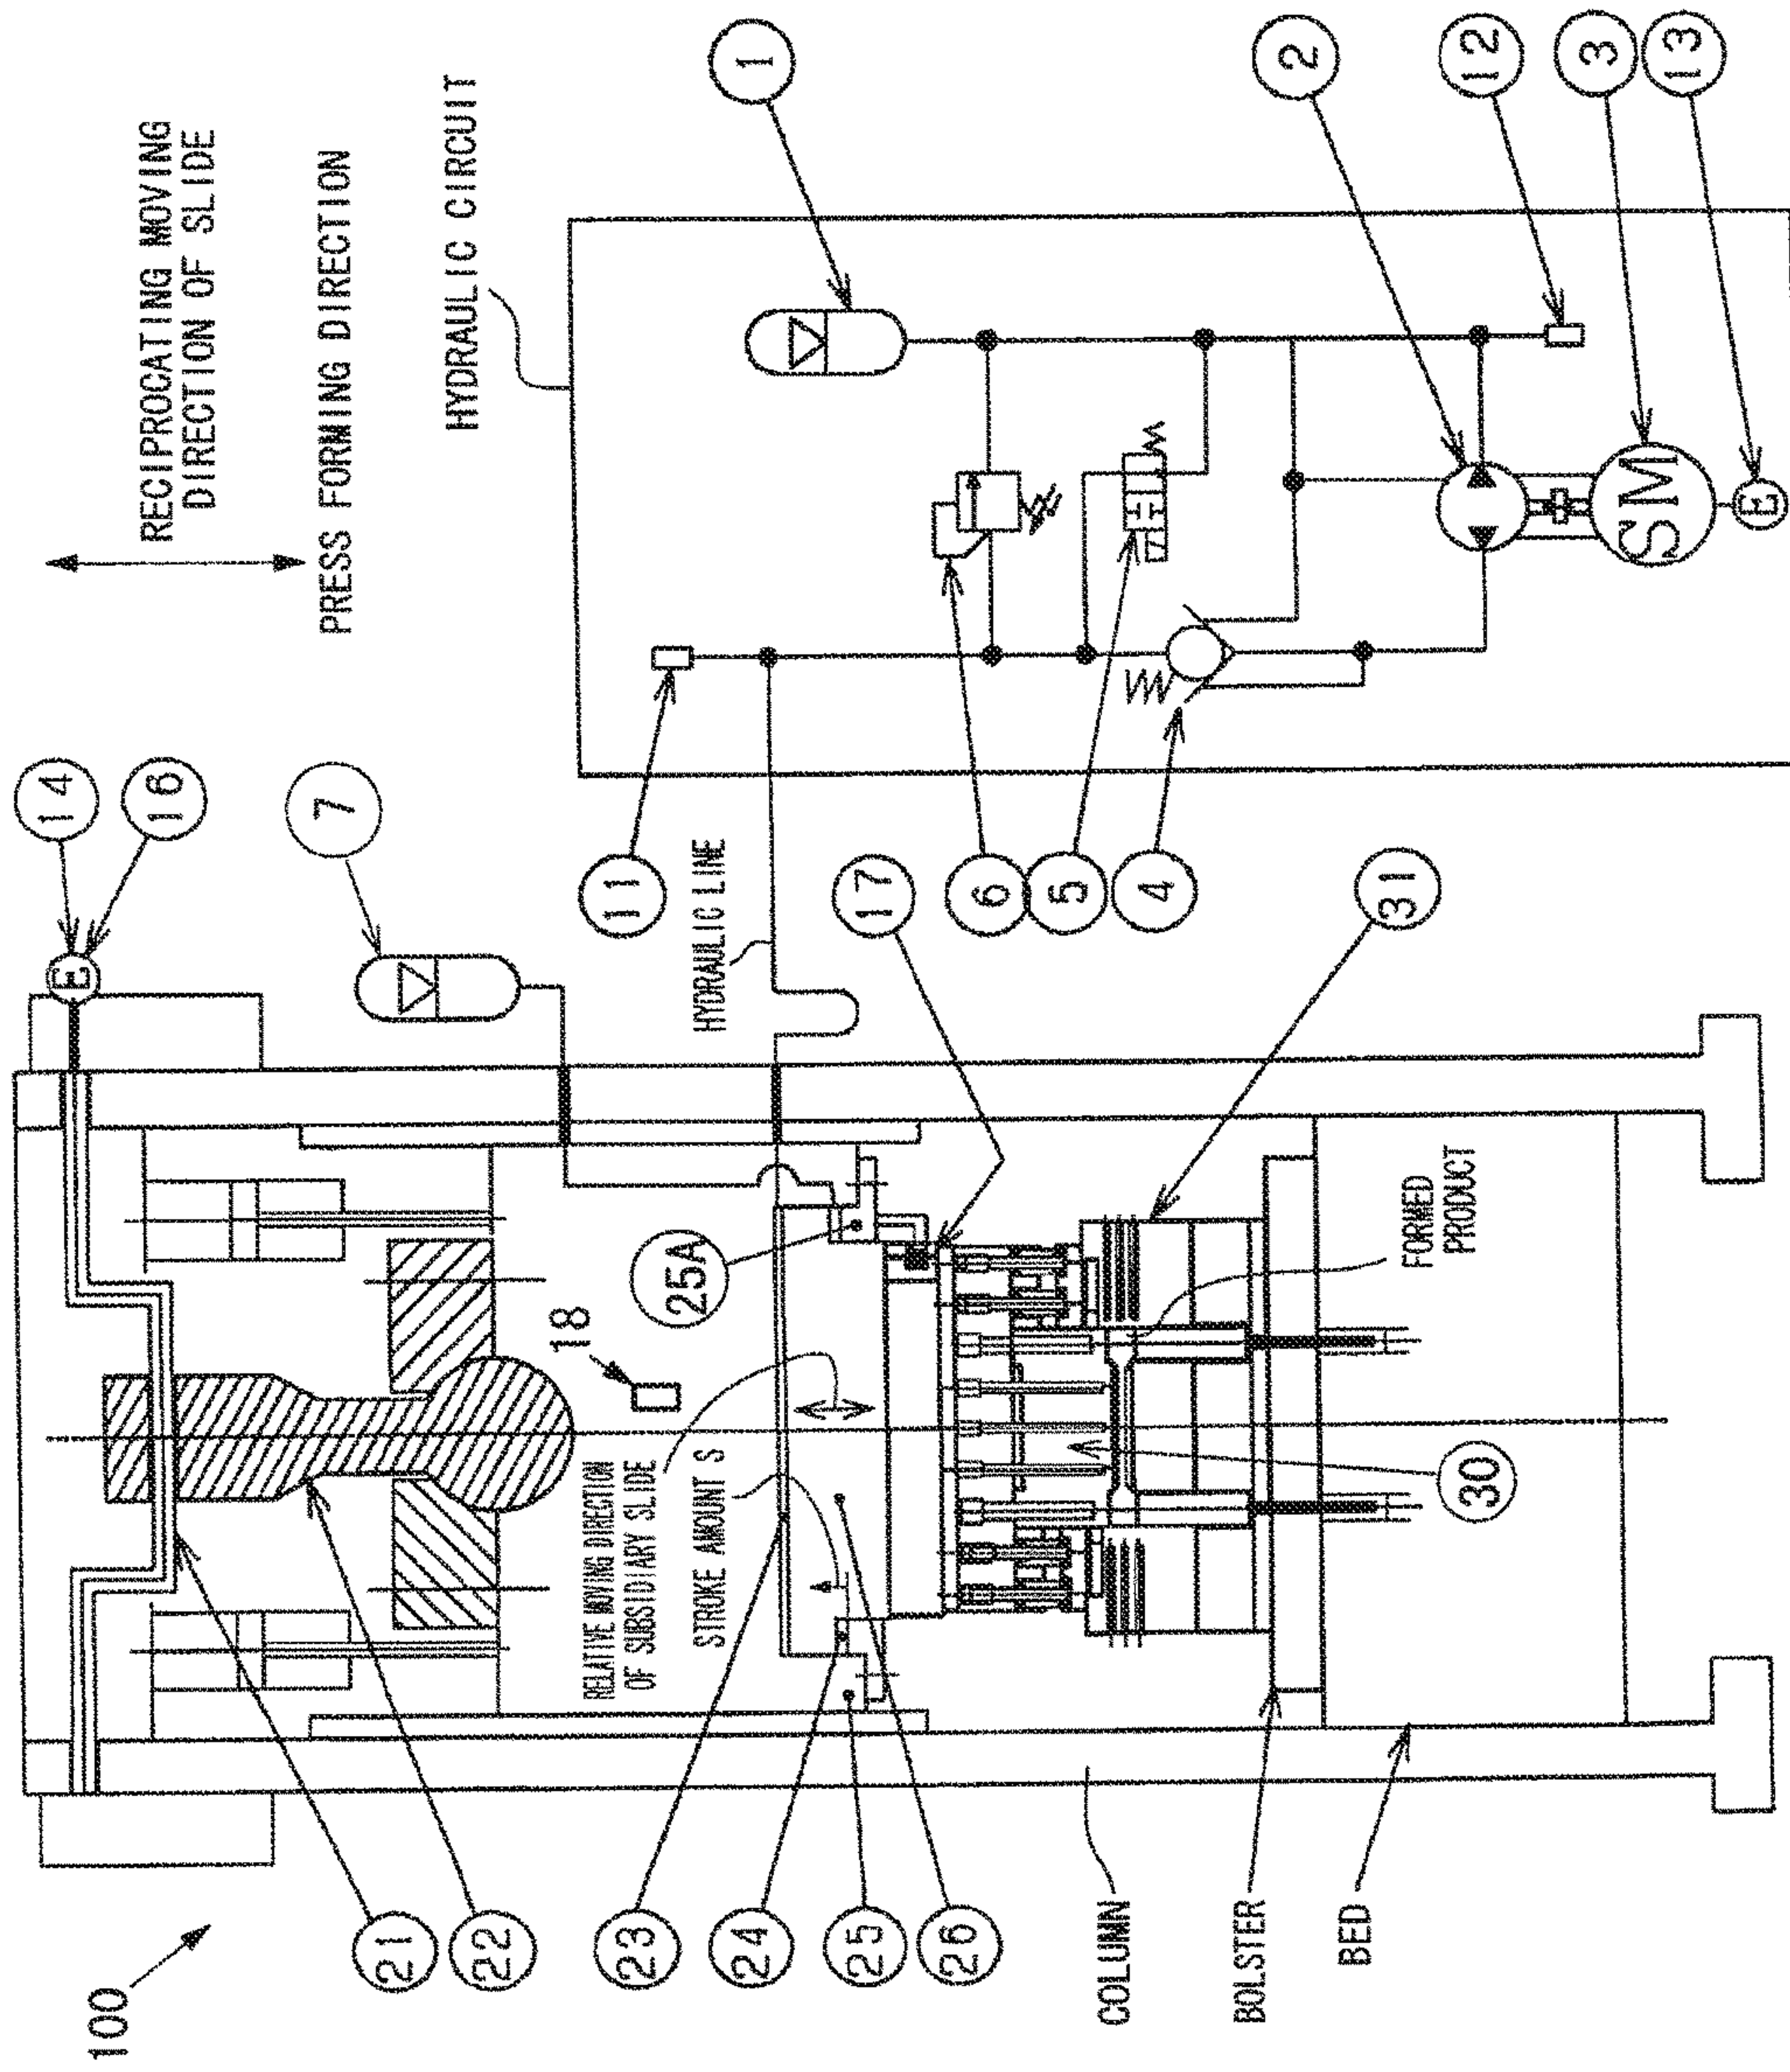 100
RECIPROCATING MOVING
DIRECTION OF SLIDE
PRESS FORMING DIRECTION
HYDRAULIC CIRCUIT
14
16
7
1
11
HYDRAULIC LINE
17
6
5
4
31
2
12
3
13
SM
E
E
18
25A
RELATIVE MOVING DIRECTION
OF SUBSIDIARY SLIDE
STROKE AMOUNT S
FORMED
PRODUCT
30
21
22
23
24
25
26
COLUMN
BOLSTER
BED